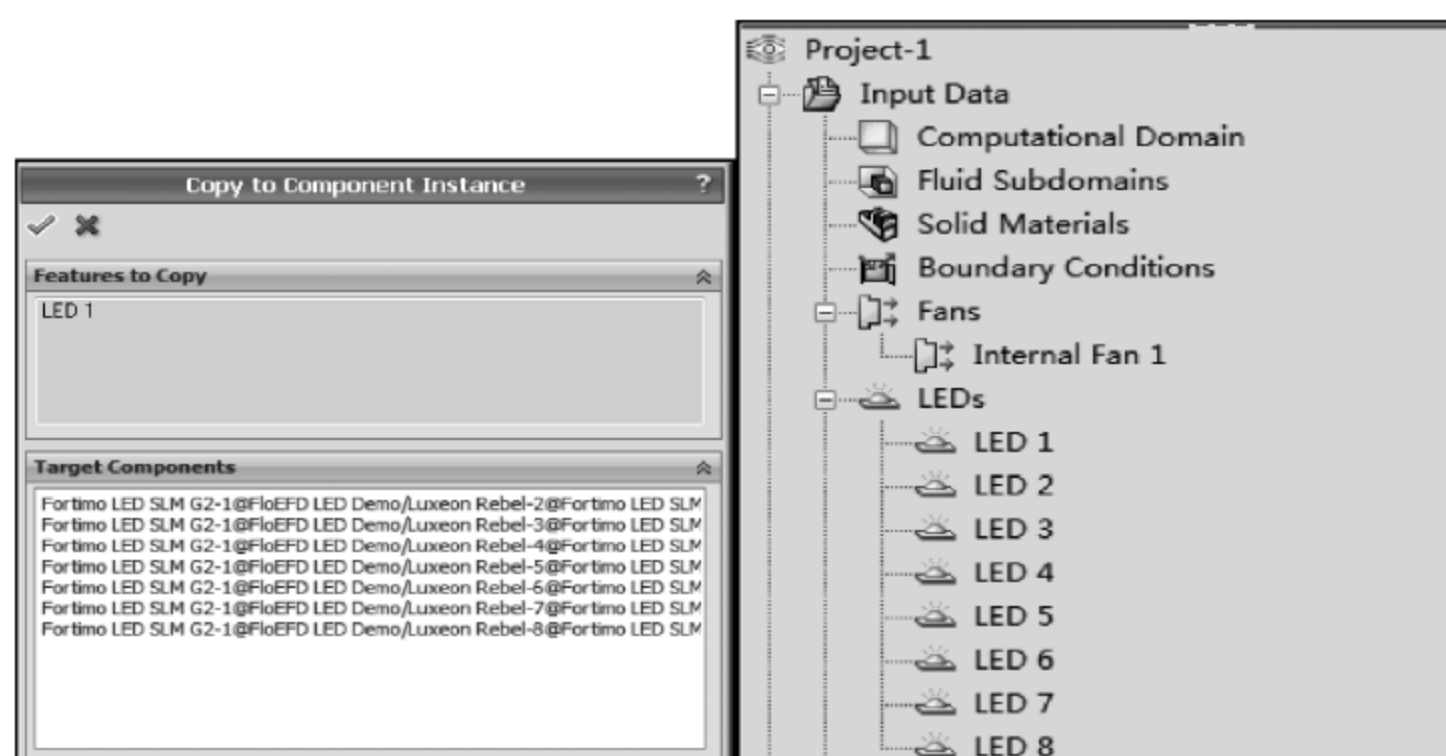 Copy to Component Instance ?
Features to Copy
LED 1
Target Components
Fortimo LED SLM G2-1@FloEFD LED Demo/Luxeon Rebel-2@Fortimo LED SLM
Fortimo LED SLM G2-1@FloEFD LED Demo/Luxeon Rebel-3@Fortimo LED SLM
Fortimo LED SLM G2-1@FloEFD LED Demo/Luxeon Rebel-4@Fortimo LED SLM
Fortimo LED SLM G2-1@FloEFD LED Demo/Luxeon Rebel-5@Fortimo LED SLM
Fortimo LED SLM G2-1@FloEFD LED Demo/Luxeon Rebel-6@Fortimo LED SLM
Fortimo LED SLM G2-1@FloEFD LED Demo/Luxeon Rebel-7@Fortimo LED SLM
Fortimo LED SLM G2-1@FloEFD LED Demo/Luxeon Rebel-8@Fortimo LED SLM
Project-1
Input Data
Computational Domain
Fluid Subdomains
Solid Materials
Boundary Conditions
Fans
Internal Fan 1
LEDs
LED 1
LED 2
LED 3
LED 4
LED 5
LED 6
LED 7
LED 8